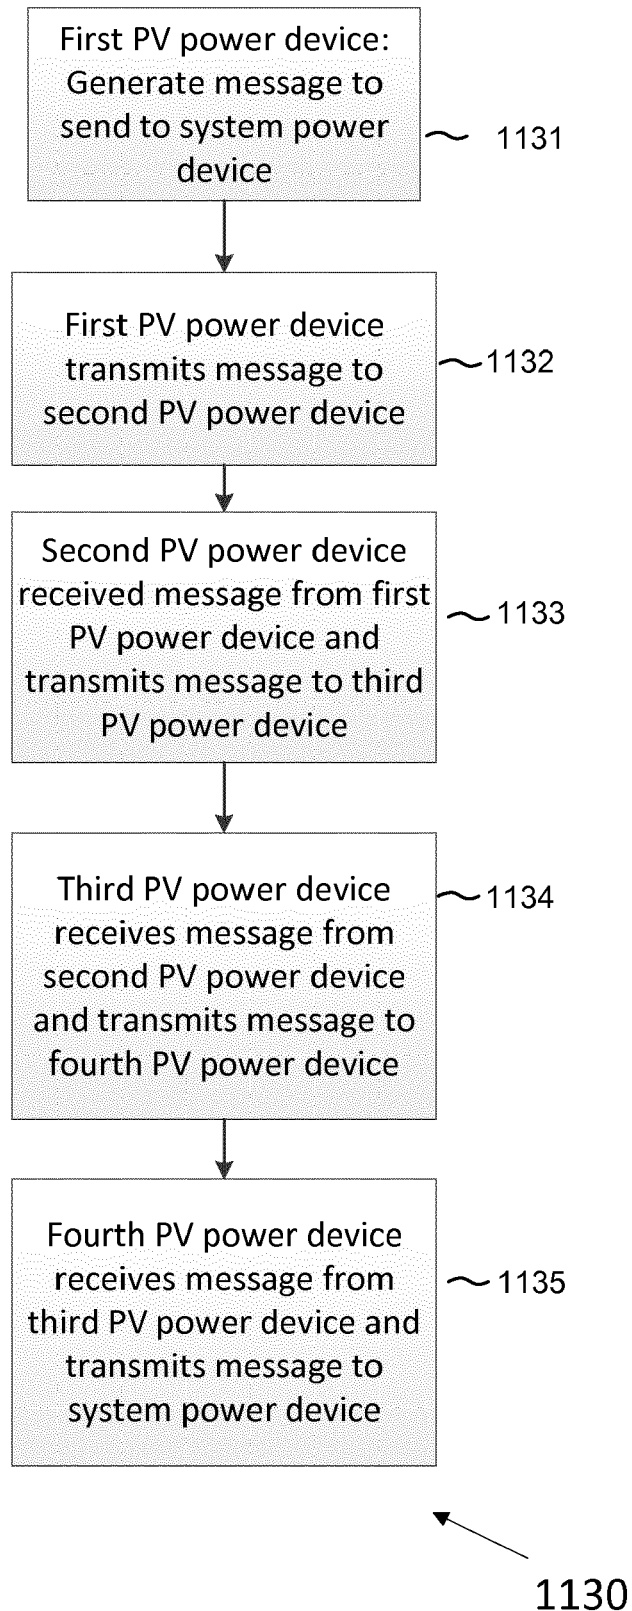 First PV power device:
Generate message to
send to system power
device
1131
First PV power device
transmits message to
second PV power device
1132
Second PV power device
received message from first
PV power device and
transmits message to third
PV power device
1133
Third PV power device
receives message from
second PV power device
and transmits message to
fourth PV power device
1134
Fourth PV power device
receives message from
third PV power device and
transmits message to
system power device
1135
1130